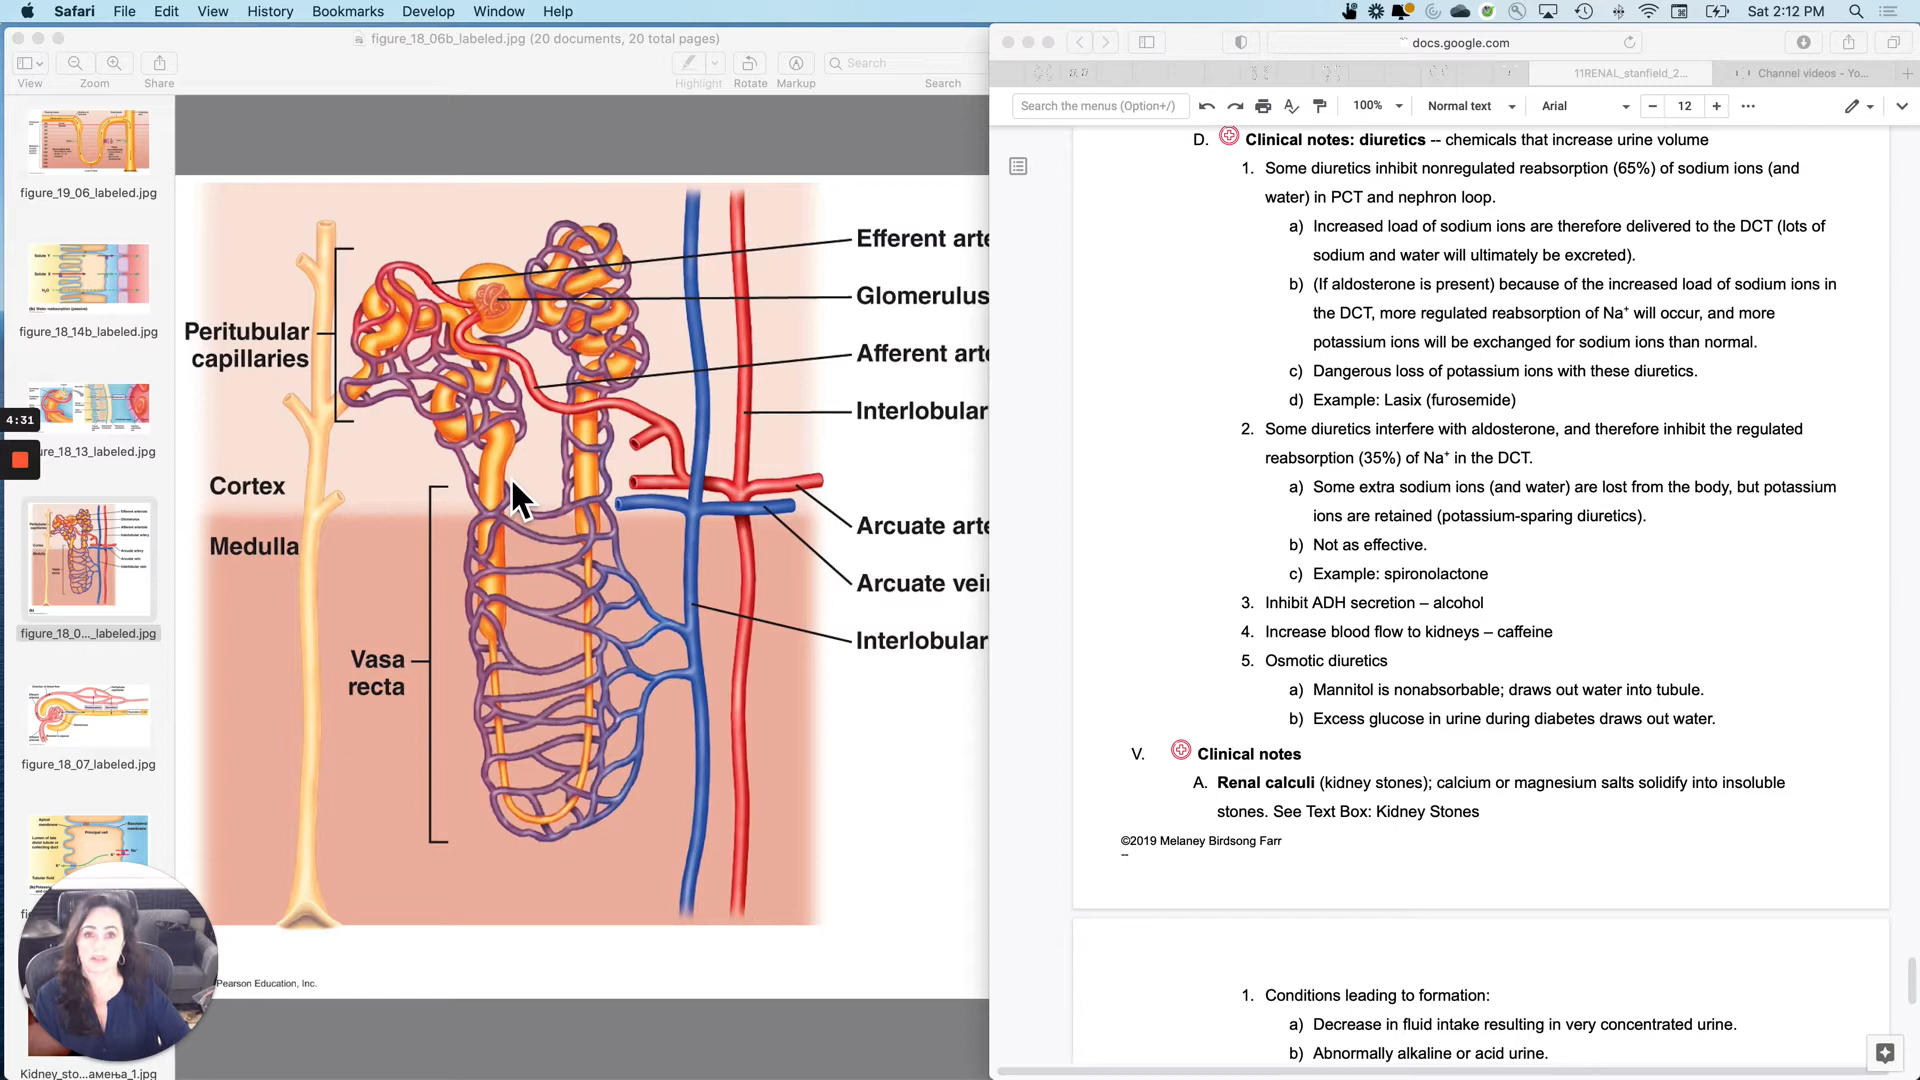 Safari File Edit View History Bookmarks Develop Window Help
Sat 2:12 PM
figure_18_06b_labeled.jpg (20 documents, 20 total pages)
View
Zoom
Share
Highlight
Rotate
Markup
Search
Search
figure_19_06_labeled.jpg
figure_18_14b_labeled.jpg
_18_13_labeled.jpg
4:31
figure_18_0..._labeled.jpg
figure_18_07_labeled.jpg
Kidney_sto...амења_1.jpg
Peritubular
capillaries
Cortex
Medulla
Vasa
recta
Efferent arte
Glomerulus
Afferent arte
Interlobular
Arcuate arte
Arcuate vei
Interlobular
Pearson Education, Inc.
docs.google.com
11RENAL_stanfield_2...
Channel videos - Yo...
Search the menus (Option+/)
100%
Normal text
Arial
12
D. Clinical notes: diuretics -- chemicals that increase urine volume
1. Some diuretics inhibit nonregulated reabsorption (65%) of sodium ions (and
water) in PCT and nephron loop.
a) Increased load of sodium ions are therefore delivered to the DCT (lots of
sodium and water will ultimately be excreted).
b) (If aldosterone is present) because of the increased load of sodium ions in
the DCT, more regulated reabsorption of Na⁺ will occur, and more
potassium ions will be exchanged for sodium ions than normal.
c) Dangerous loss of potassium ions with these diuretics.
d) Example: Lasix (furosemide)
2. Some diuretics interfere with aldosterone, and therefore inhibit the regulated
reabsorption (35%) of Na⁺ in the DCT.
a) Some extra sodium ions (and water) are lost from the body, but potassium
ions are retained (potassium-sparing diuretics).
b) Not as effective.
c) Example: spironolactone
3. Inhibit ADH secretion – alcohol
4. Increase blood flow to kidneys – caffeine
5. Osmotic diuretics
a) Mannitol is nonabsorbable; draws out water into tubule.
b) Excess glucose in urine during diabetes draws out water.
V. Clinical notes
A. Renal calculi (kidney stones); calcium or magnesium salts solidify into insoluble
stones. See Text Box: Kidney Stones
©2019 Melaney Birdsong Farr
--
1. Conditions leading to formation:
a) Decrease in fluid intake resulting in very concentrated urine.
b) Abnormally alkaline or acid urine.